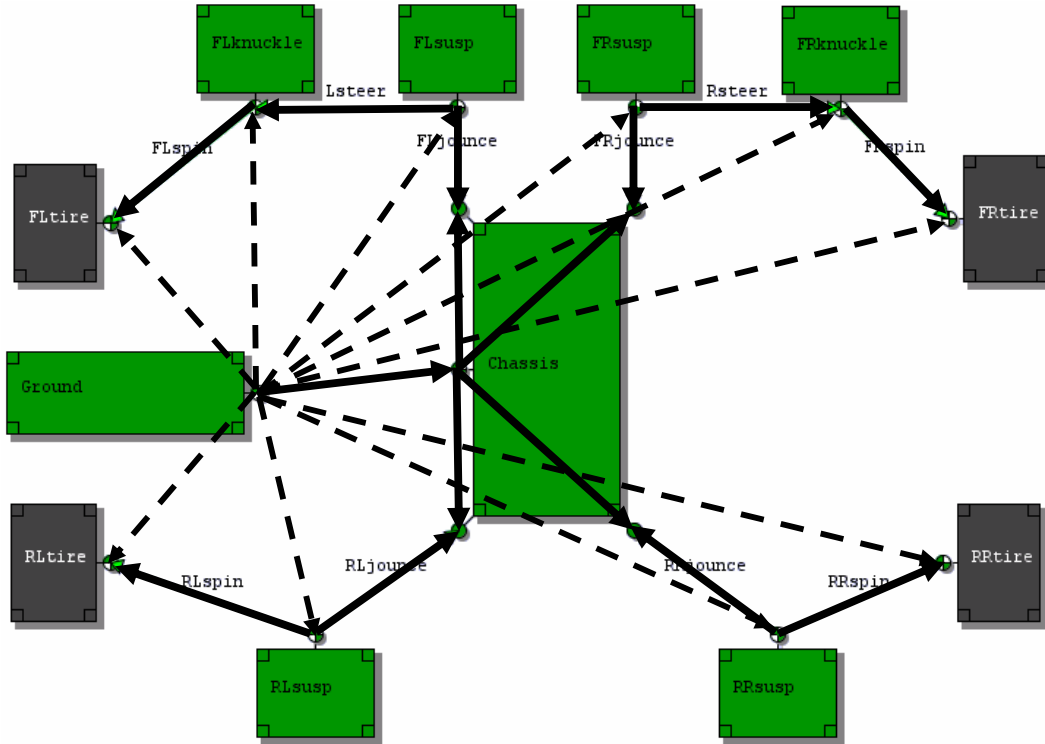 FLknuckle
FLsusp
FRsusp
FRknuckle
Lsteer
Rsteer
FLspin
FLjounce
FRjounce
FRspin
FLtire
FRtire
Chassis
Ground
RLtire
RLspin
RLjounce
RRjounce
RRspin
RRtire
RLsusp
RRsusp